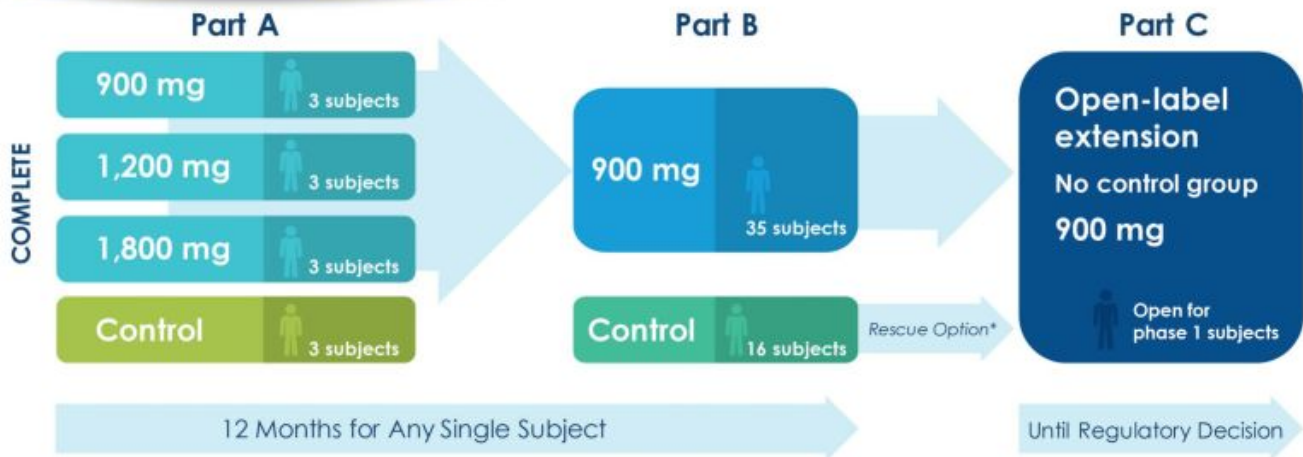 Part A
Part B
Part C
COMPLETE
900 mg
3 subjects
1,200 mg
3 subjects
1,800 mg
3 subjects
Control
3 subjects
900 mg
35 subjects
Control
16 subjects
Rescue Option*
Open-label
extension
No control group
900 mg
Open for
phase 1 subjects
12 Months for Any Single Subject
Until Regulatory Decision